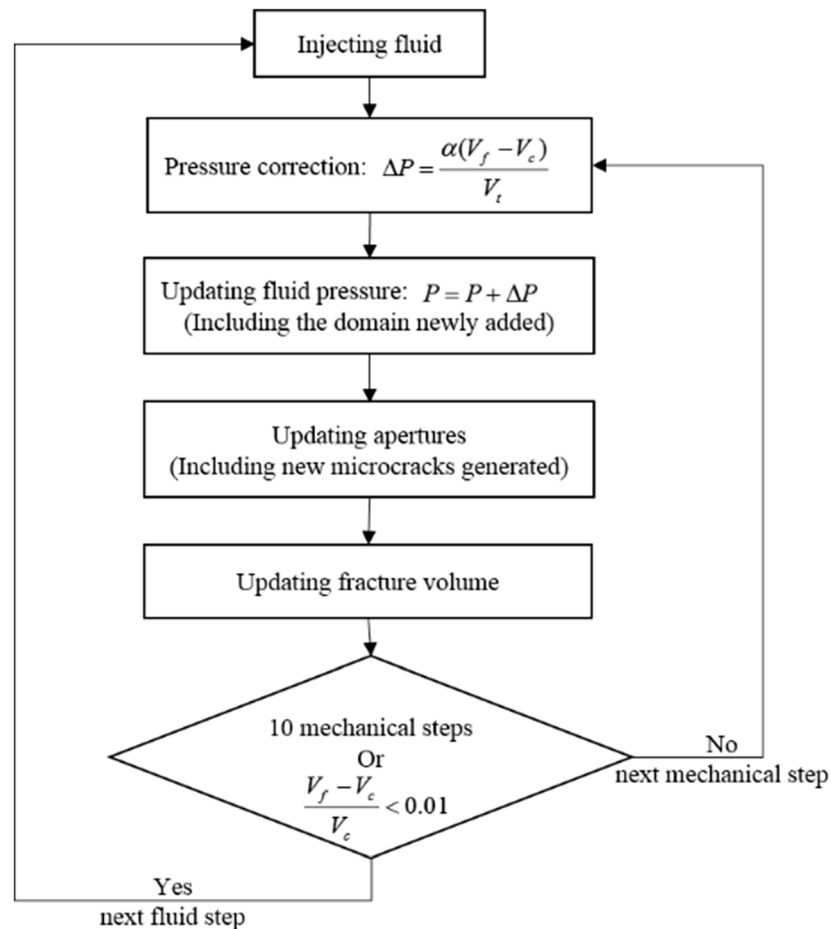 Injecting fluid
Pressure correction: ΔP = α(V_f − V_c) / V_t
Updating fluid pressure: P = P + ΔP
(Including the domain newly added)
Updating apertures
(Including new microcracks generated)
Updating fracture volume
10 mechanical steps
Or
(V_f − V_c) / V_c < 0.01
No
next mechanical step
Yes
next fluid step